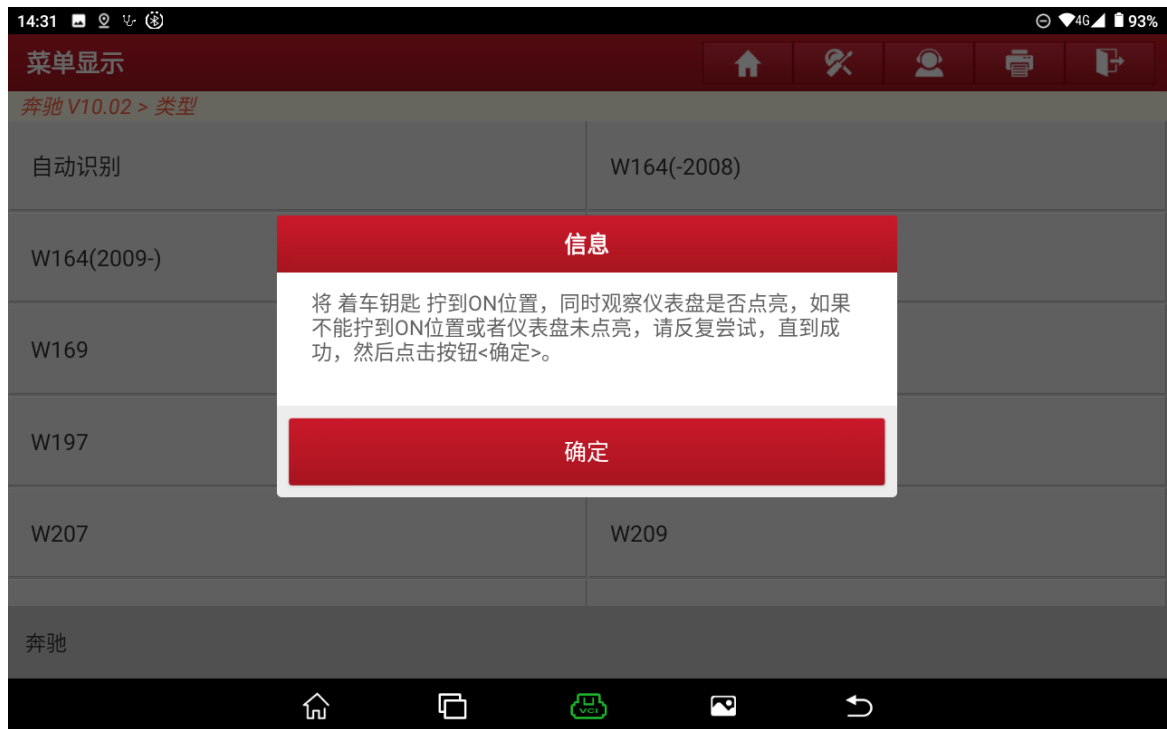 14:31
4G
93%
菜单显示
奔驰 V10.02 > 类型
自动识别
W164(-2008)
W164(2009-)
信息
将 着车钥匙 拧到ON位置，同时观察仪表盘是否点亮，如果
不能拧到ON位置或者仪表盘未点亮，请反复尝试，直到成
功，然后点击按钮<确定>。
W169
W197
确定
W207
W209
奔驰
VCI